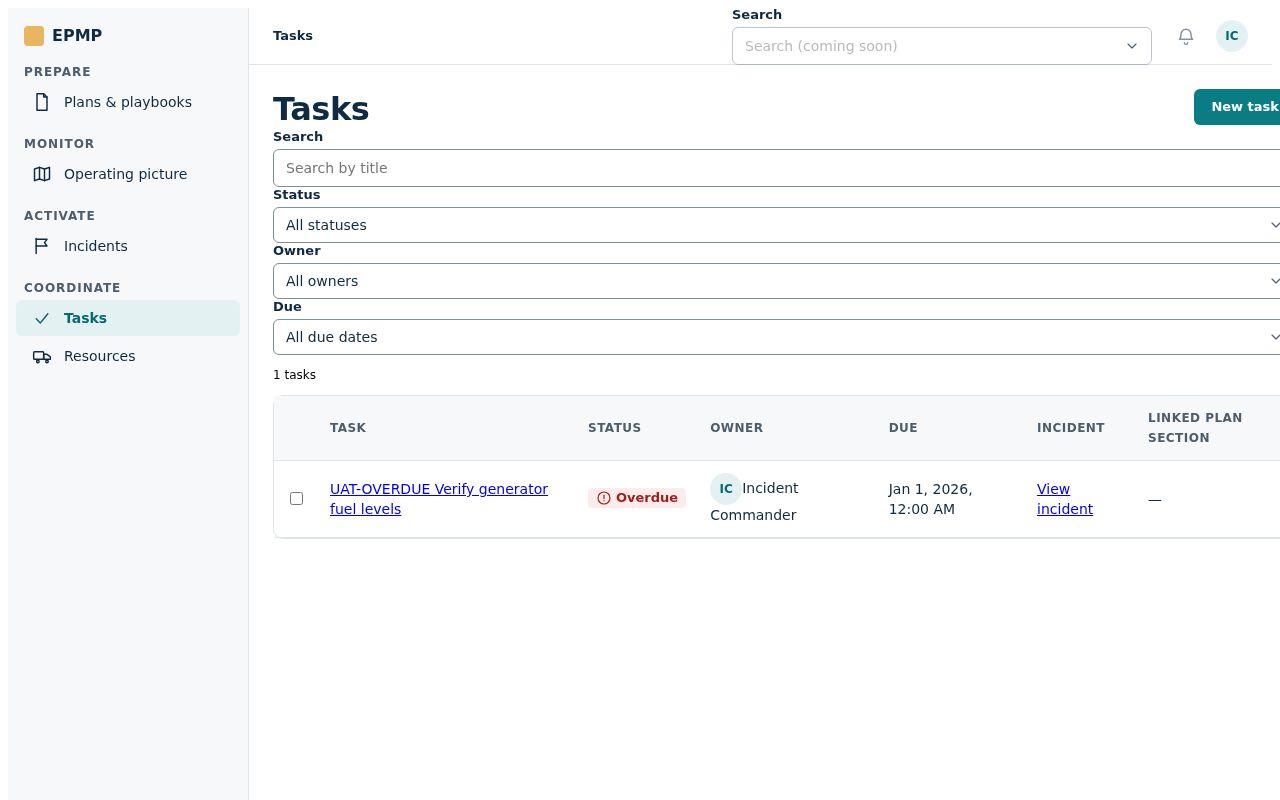 EPMP
PREPARE
Plans & playbooks
MONITOR
Operating picture
ACTIVATE
Incidents
COORDINATE
Tasks
Resources
Tasks
Search
Search (coming soon)
IC
Tasks
New task
Search
Search by title
Status
All statuses
Owner
All owners
Due
All due dates
1 tasks
TASK
STATUS
OWNER
DUE
INCIDENT
LINKED PLAN
SECTION
UAT-OVERDUE Verify generator
fuel levels
Overdue
IC Incident
Commander
Jan 1, 2026,
12:00 AM
View
incident
—